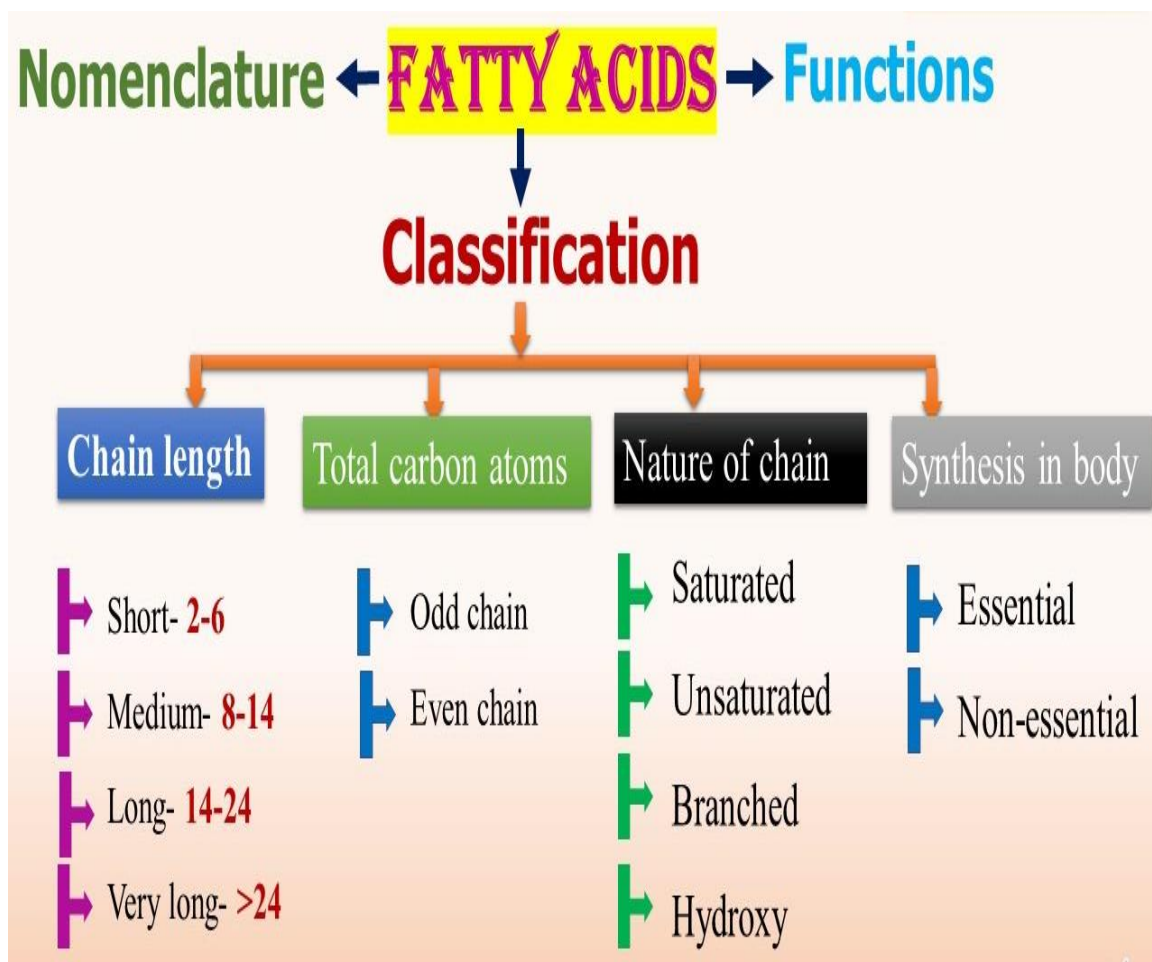 Nomenclature
FATTY ACIDS
Functions
Classification
Chain length
Short- 2-6
Medium- 8-14
Long- 14-24
Very long- >24
Total carbon atoms
Odd chain
Even chain
Nature of chain
Saturated
Unsaturated
Branched
Hydroxy
Synthesis in body
Essential
Non-essential